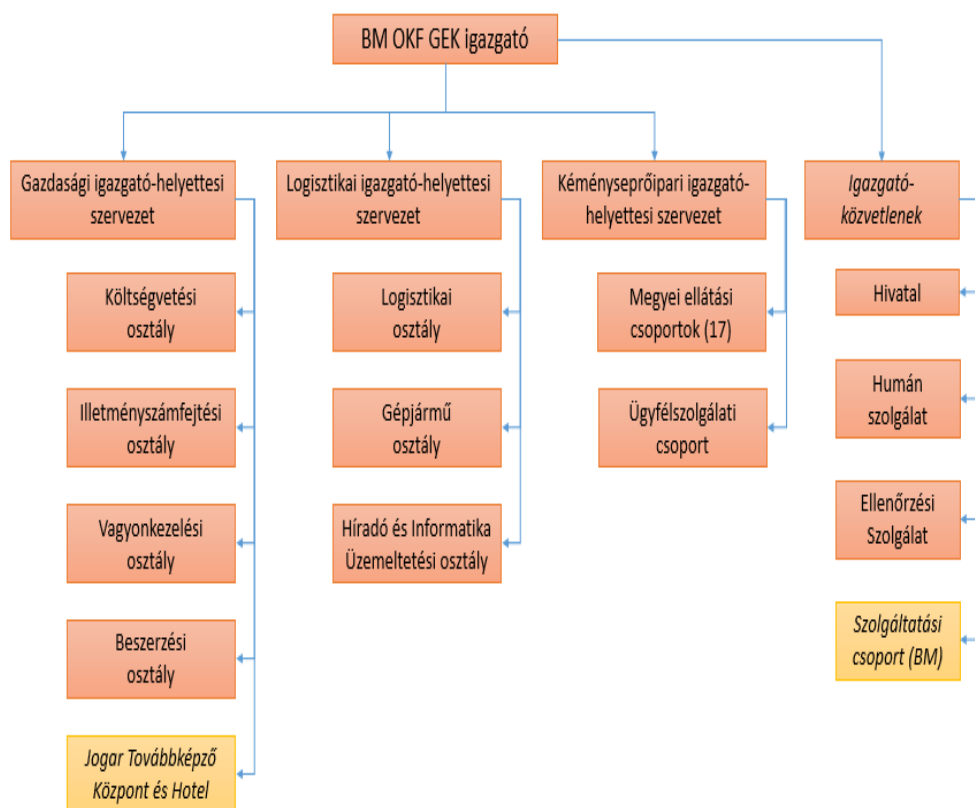 BM OKF GEK igazgató
Gazdasági igazgató-helyettesi
szervezet
Költségvetési
osztály
Illetményszámfejtési
osztály
Vagyonkezelési
osztály
Beszerzési
osztály
Jogar Továbbképző
Központ és Hotel
Logisztikai igazgató-helyettesi
szervezet
Logisztikai
osztály
Gépjármű
osztály
Híradó és Informatika
Üzemeltetési osztály
Kéményseprőipari igazgató-
helyettesi szervezet
Megyei ellátási
csoportok (17)
Ügyfélszolgálati
csoport
Igazgató-
közvetlenek
Hivatal
Humán
szolgálat
Ellenőrzési
Szolgálat
Szolgáltatási
csoport (BM)